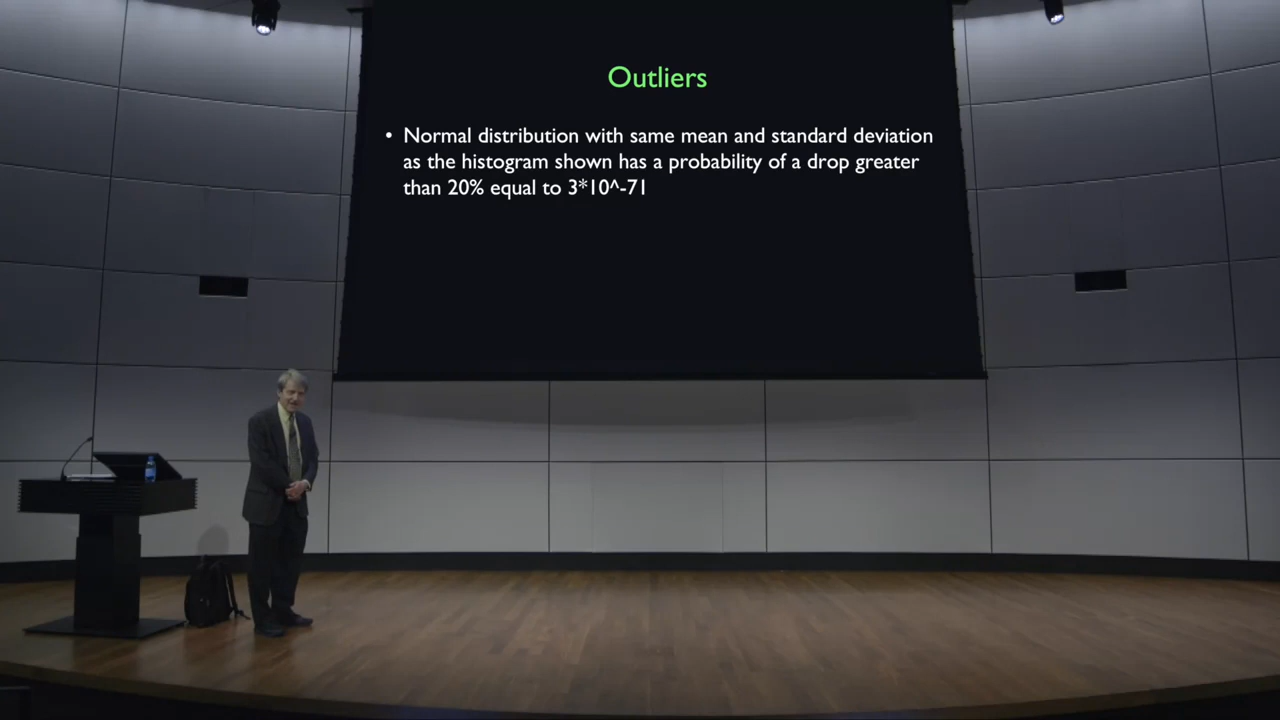 Outliers
• Normal distribution with same mean and standard deviation
as the histogram shown has a probability of a drop greater
than 20% equal to 3*10^-71